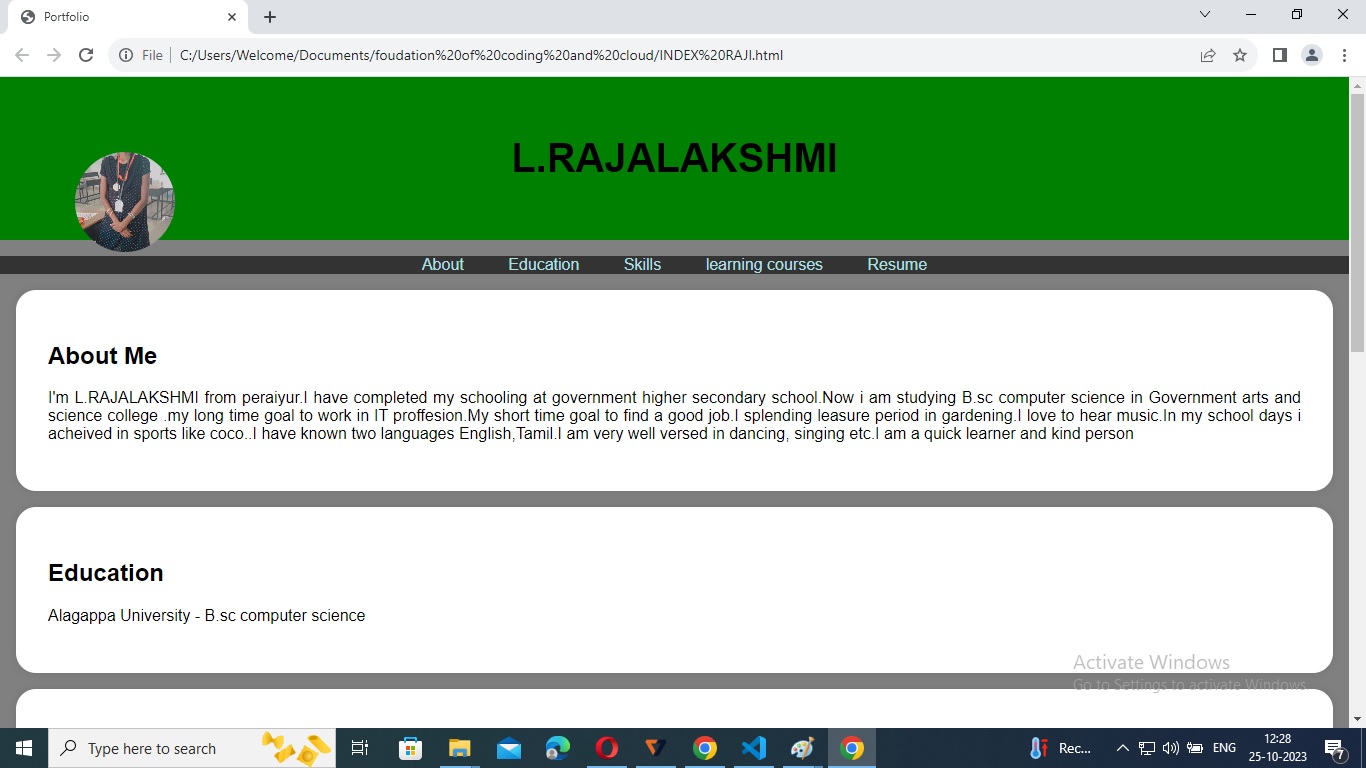 Portfolio
File
C:/Users/Welcome/Documents/foudation%20of%20coding%20and%20cloud/INDEX%20RAJI.html
L.RAJALAKSHMI
About Education Skills learning courses Resume
About Me
I'm L.RAJALAKSHMI from peraiyur.I have completed my schooling at government higher secondary school.Now i am studying B.sc computer science in Government arts and
science college .my long time goal to work in IT proffesion.My short time goal to find a good job.I splending leasure period in gardening.I love to hear music.In my school days i
acheived in sports like coco..I have known two languages English,Tamil.I am very well versed in dancing, singing etc.I am a quick learner and kind person
Education
Alagappa University - B.sc computer science
Activate Windows
Go to Settings to activate Windows.
Type here to search
Rec...
ENG
12:28
25-10-2023
7